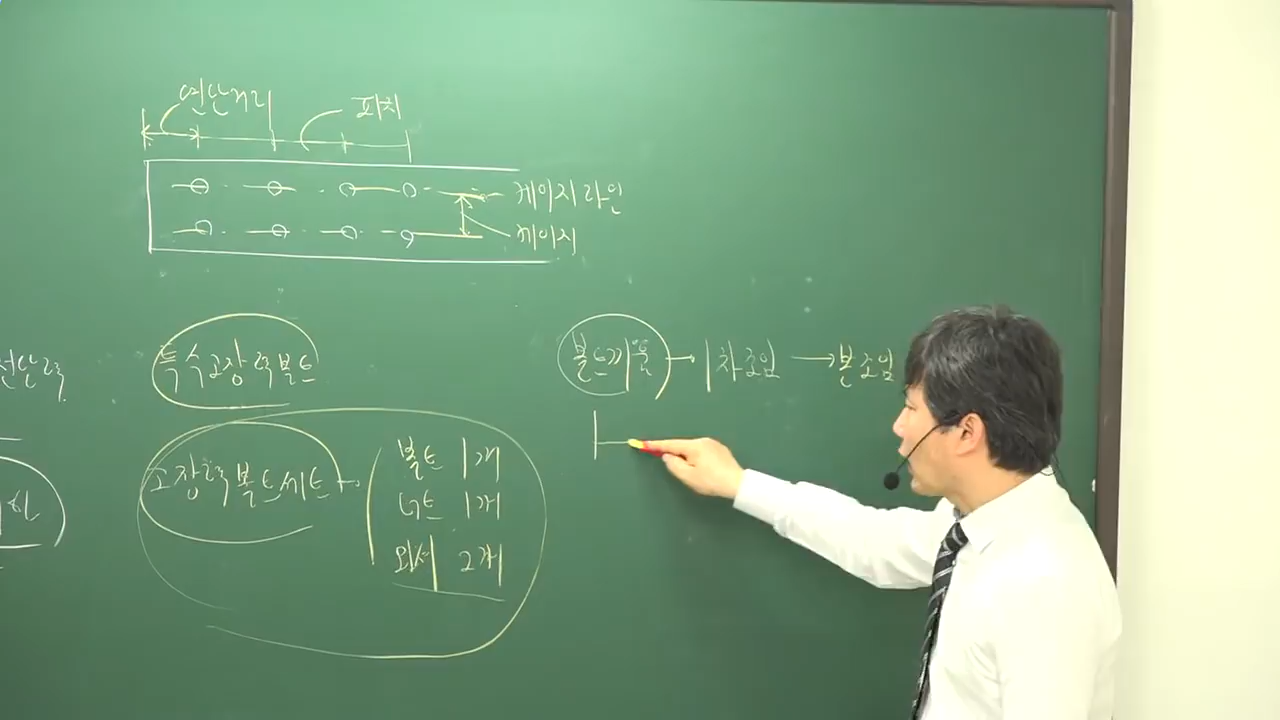 연단거리
피치
게이지 라인
게이지
특수고장력볼트
고장력볼트세트
볼트 1개
너트 1개
와셔 2개
볼트조임 → 1차조임 → 본조임